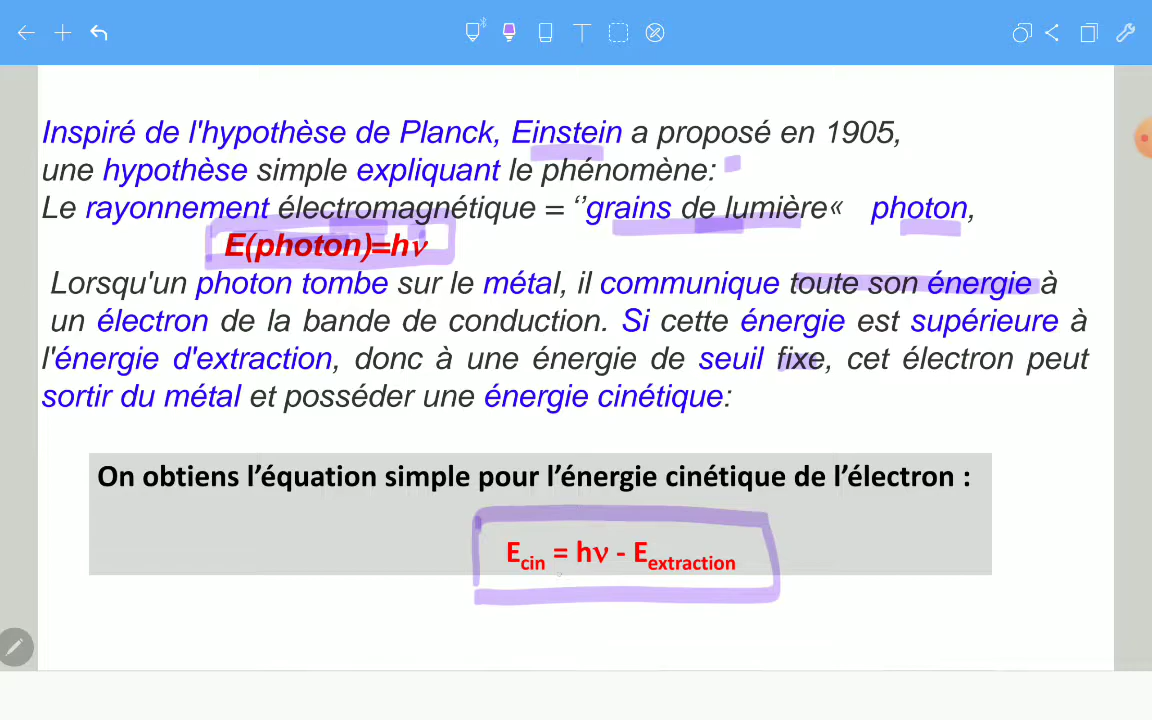 Inspiré de l'hypothèse de Planck, Einstein a proposé en 1905,
une hypothèse simple expliquant le phénomène:
Le rayonnement électromagnétique = ‘’grains de lumière« photon,
E(photon)=hν
Lorsqu'un photon tombe sur le métal, il communique toute son énergie à
un électron de la bande de conduction. Si cette énergie est supérieure à
l'énergie d'extraction, donc à une énergie de seuil fixe, cet électron peut
sortir du métal et posséder une énergie cinétique:
On obtiens l’équation simple pour l’énergie cinétique de l’électron :
Ecin = hν - Eextraction